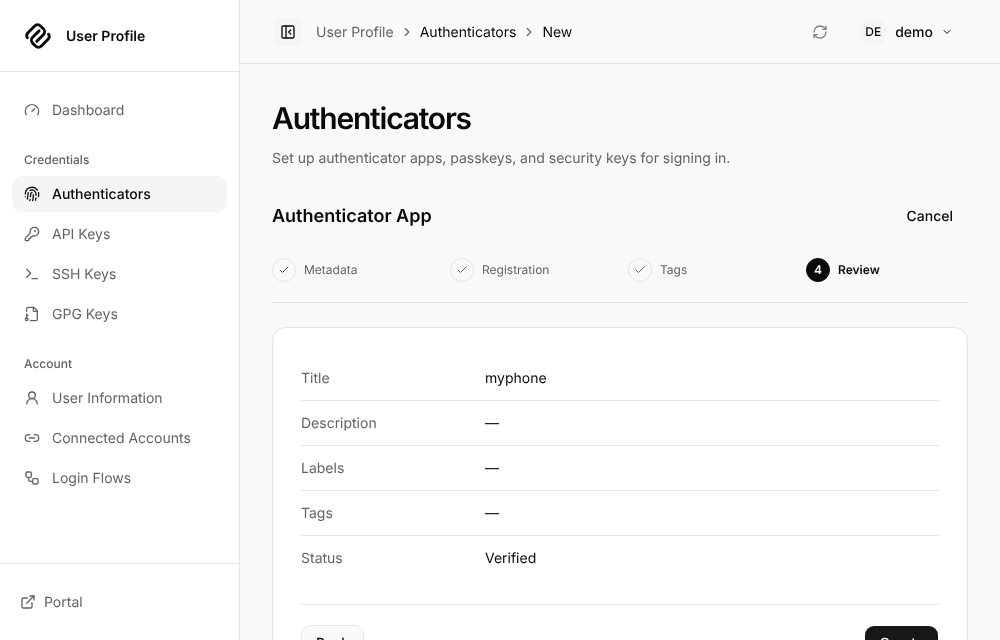 User Profile
User Profile > Authenticators > New
DE demo
Dashboard
Credentials
Authenticators
API Keys
SSH Keys
GPG Keys
Account
User Information
Connected Accounts
Login Flows
Portal
Authenticators
Set up authenticator apps, passkeys, and security keys for signing in.
Authenticator App
Cancel
Metadata
Registration
Tags
4 Review
Title myphone
Description —
Labels —
Tags —
Status Verified